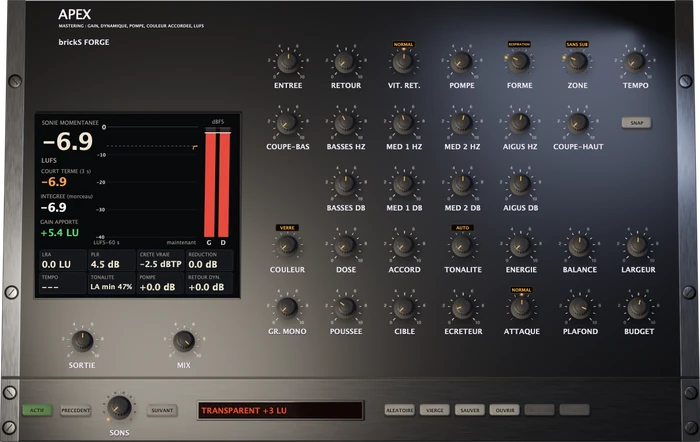 APEX
MASTERING : GAIN, DYNAMIQUE, POMPE, COULEUR ACCORDEE, LUFS
brickS FORGE
NORMAL
INSPIRATION
SANS SUB
ENTREE
RETOUR
VIT. RET.
POMPE
FORME
ZONE
TEMPO
COUPE-BAS
BASSES HZ
MED 1 HZ
MED 2 HZ
AIGUS HZ
COUPE-HAUT
SNAP
BASSES DB
MED 1 DB
MED 2 DB
AIGUS DB
VERRE
AUTO
COULEUR
DOSE
ACCORD
TONALITE
ENERGIE
BALANCE
LARGEUR
NORMAL
GR. MONO
POUSSEE
CIBLE
ECRETEUR
ATTAQUE
PLAFOND
BUDGET
SONIE MOMENTANEE
-6.9
LUFS
COURT TERME (3 s)
-6.9
INTEGREE (morceau)
-6.9
GAIN APPORTE
+5.4 LU
dBFS
0
-10
-20
-30
-40
LUFS-60 s
maintenant
G D
LRA
0.0 LU
PLR
4.5 dB
CRETE VRAIE
-2.5 dBTP
REDUCTION
0.0 dB
TEMPO
---
TONALITE
LA min 47%
POMPE
+0.0 dB
RETOUR DYN.
+0.0 dB
SORTIE
MIX
ACTIF
PRECEDENT
SONS
SUIVANT
TRANSPARENT +3 LU
ALEATOIRE
VIERGE
SAUVER
OUVRIR